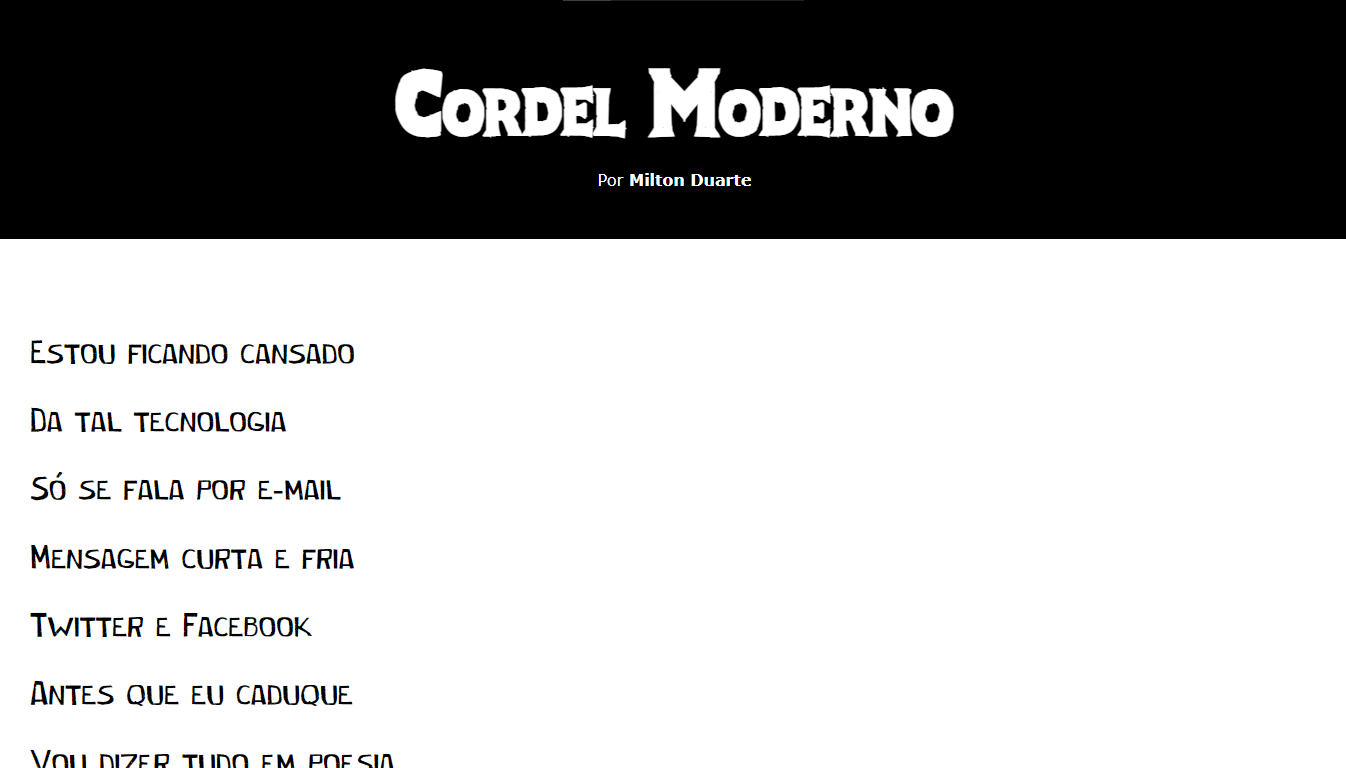 Cordel Moderno
Por Milton Duarte
Estou ficando cansado
Da tal tecnologia
Só se fala por e-mail
Mensagem curta e fria
Twitter e Facebook
Antes que eu caduque
Vou dizer tudo em poesia